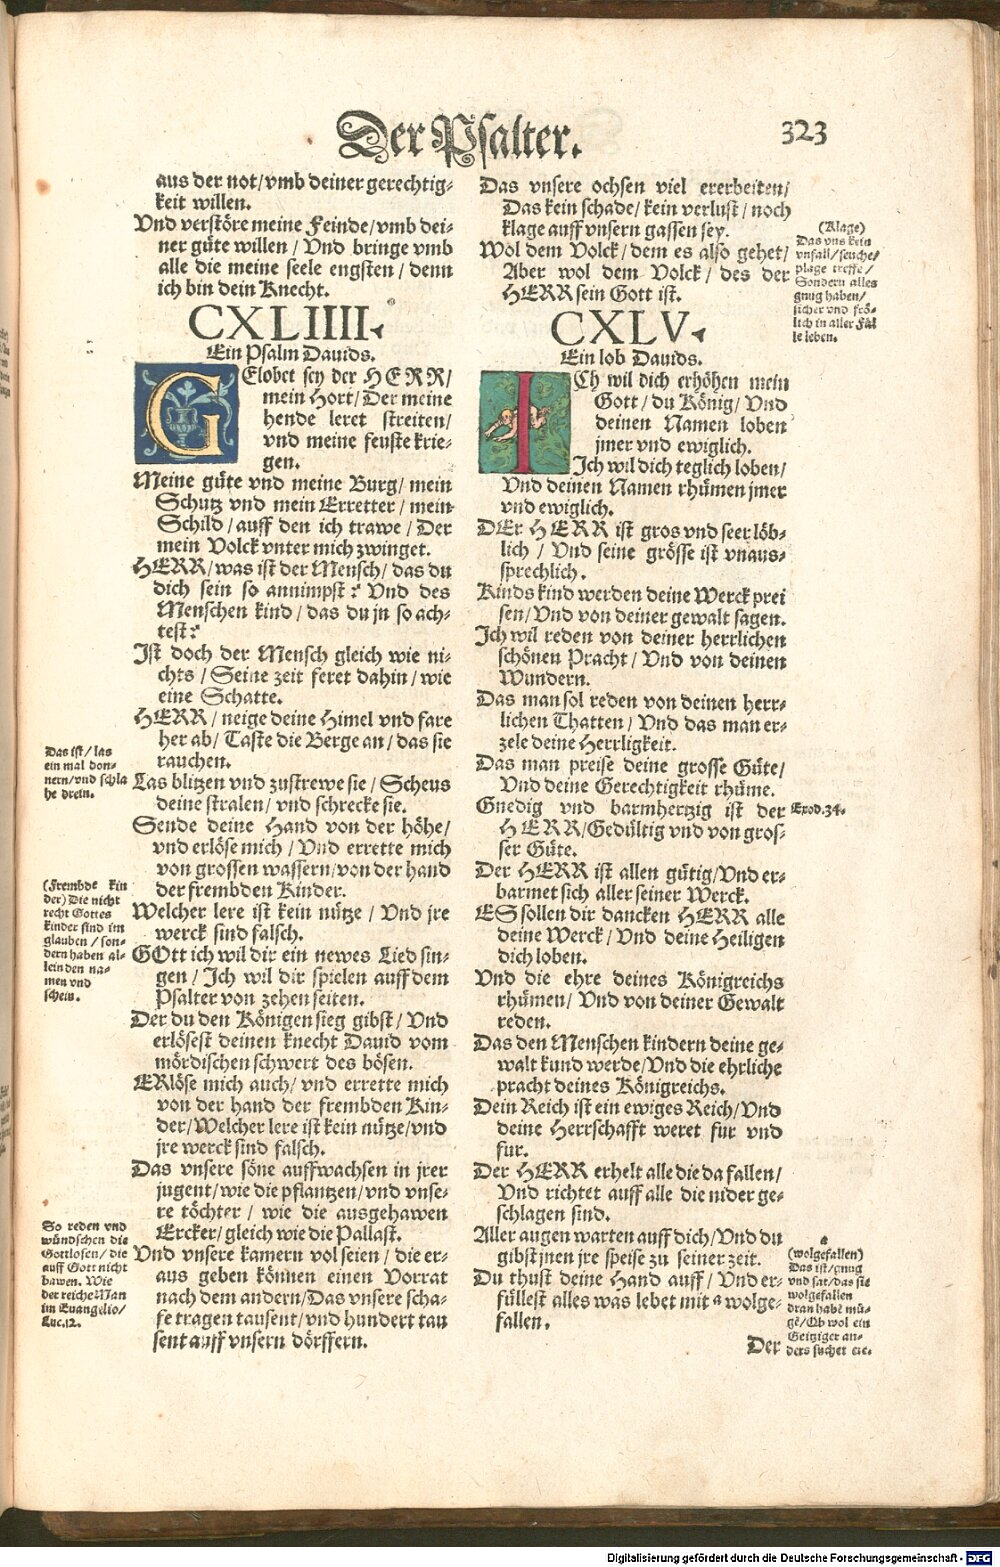 Der Psalter.
323
aus der not/vmb deiner gerechtig-
keit willen.
Vnd verstöre meine Feinde/vmb dei-
ner güte willen / Vnd bringe vmb
alle die meine seele engsten / denn
ich bin dein Knecht.
CXLIIII.
Ein Psalm Dauids.
GElobet sey der HERR/
mein Hort/Der meine
hende leret streiten/
vnd meine feuste krie-
gen.
Meine güte vnd meine Burg/ mein
Schutz vnd mein Erretter / mein
Schild / auff den ich trawe / Der
mein Volck vnter mich zwinget.
HERR/was ist der Mensch/das du
dich sein so annimpst? Vnd des
Menschen kind/das du jn so ach-
test?
Ist doch der Mensch gleich wie ni-
chts / Seine zeit feret dahin/ wie
eine Schatte.
HERR / neige deine Himel vnd fare
her ab/ Taste die Berge an/das sie
rauchen.
Las blitzen vnd zustrewe sie / Scheus
deine stralen/ vnd schrecke sie.
Sende deine Hand von der höhe/
vnd erlöse mich / Vnd errette mich
von grossen wassern/von der hand
der frembden Kinder.
Welcher lere ist kein nütze / Vnd jre
werck sind falsch.
GOtt ich wil dir ein newes Lied sin-
gen / Ich wil dir spielen auff dem
Psalter von zehen seiten.
Der du den Königen sieg gibst/ Vnd
erlösest deinen knecht Dauid vom
mördischen schwert des bösen.
ERlöse mich auch/ vnd errette mich
von der hand der frembden Kin-
der/Welcher lere ist kein nütze/vnd
jre werck sind falsch.
Das vnsere söne auffwachsen in jrer
jugent/wie die pflantzen/vnd vnse-
re töchter / wie die ausgehawen
Ercker/gleich wie die Pallast.
Vnd vnsere kamern vol seien / die er-
aus geben können einen Vorrat
nach dem andern/Das vnsere scha-
fe tragen tausent/vnd hundert tau
sent auff vnsern dörffern.
Das ist/ las
ein mal don-
nern/vnd schla
he drein.
(Frembde Kin
der) Die nicht
recht Gottes
kinder sind im
glauben / son-
dern haben al-
lein den na-
men vnd
schein.
So reden vnd
wündschen die
Gottlosen/ die
auff Gott nicht
bawen. Wie
der reiche Man
im Euangelio/
Luc.12.
Das vnsere ochsen viel ererbeiten/
Das kein schade/ kein verlust / noch
klage auff vnsern gassen sey.
Wol dem Volck/ dem es also gehet/
Aber wol dem Volck/ des der
HERR sein Gott ist.
(Klage)
Das vns kein
vnfall/seuche/
plage treffe/
Sondern alles
gnug haben/
sicher vnd frö-
lich in aller fäl
le leben.
CXLV.
Ein lob Dauids.
ICh wil dich erhöhen mein
Gott/ du König/ Vnd
deinen Namen loben
jmer vnd ewiglich.
Ich wil dich teglich loben/
Vnd deinen Namen rhümen jmer
vnd ewiglich.
DEr HERR ist gros vnd seer löb-
lich / Vnd seine grösse ist vnaus-
sprechlich.
Kinds kind werden deine Werck prei
sen/Vnd von deiner gewalt sagen.
Ich wil reden von deiner herrlichen
schönen Pracht/ Vnd von deinen
Wundern.
Das man sol reden von deinen herr-
lichen Thatten/ Vnd das man er-
zele deine Herrligkeit.
Das man preise deine grosse Güte/
Vnd deine Gerechtigkeit rhüme.
Gnedig vnd barmhertzig ist der
HERR/Gedültig vnd von gros-
ser Güte.
Exod.34.
Der HERR ist allen gütig/Vnd er-
barmet sich aller seiner Werck.
ES sollen dir dancken HERR alle
deine Werck/ Vnd deine Heiligen
dich loben.
Vnd die ehre deines Königreichs
rhümen/ Vnd von deiner Gewalt
reden.
Das den Menschen kindern deine ge-
walt kund werde/Vnd die ehrliche
pracht deines Königreichs.
Dein Reich ist ein ewiges Reich/Vnd
deine Herrschafft weret fur vnd
fur.
Der HERR erhelt alle die da fallen/
Vnd richtet auff alle die nider ge-
schlagen sind.
Aller augen warten auff dich/Vnd du
gibst jnen jre speise zu seiner zeit.
Du thust deine Hand auff/ Vnd er-
füllest alles was lebet mit a wolge-
fallen.
a
(wolgefallen)
Das ist/gnug
vnd sat/das sie
wolgefallen
dran habē mü-
gē/Ob wol ein
Geitziger an-
ders suchet etc.
Der
Digitalisierung gefördert durch die Deutsche Forschungsgemeinschaft - DFG